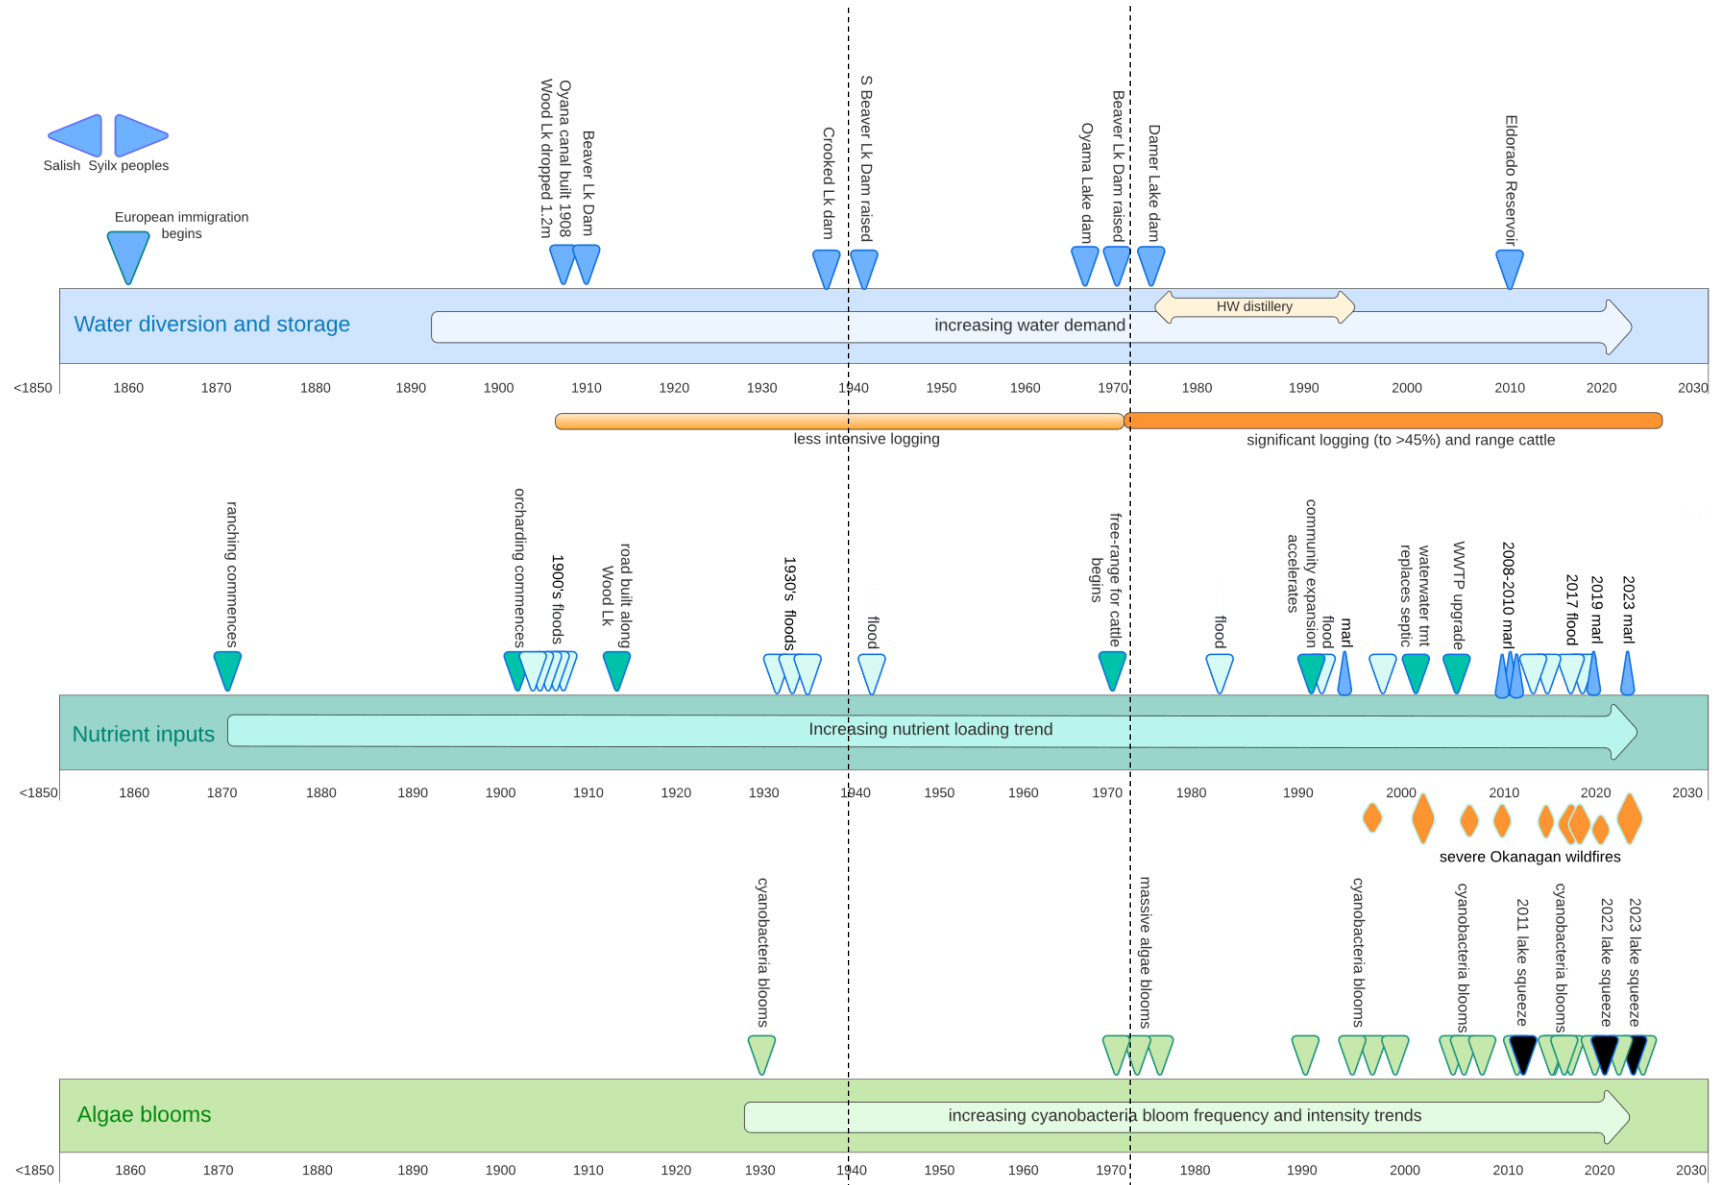 Wood Lk dropped 1.2m
Oyana canal built 1908
Beaver Lk Dam
Crooked Lk dam
S Beaver Lk Dam raised
Oyama Lake dam
Beaver Lk Dam raised
Damer Lake dam
Eldorado Reservoir
Salish Syilx peoples
European immigration
begins
Water diversion and storage
increasing water demand
HW distillery
<1850 1860 1870 1880 1890 1900 1910 1920 1930 1940 1950 1960 1970 1980 1990 2000 2010 2020 2030
less intensive logging
significant logging (to >45%) and range cattle
ranching commences
orcharding commences
1900's floods
road built along
Wood Lk
1930's floods
flood
free-range for cattle
begins
flood
community expansion
accelerates
flood
marl
waterwater tmt
replaces septic
WWTP upgrade
2008-2010 marl
2017 flood
2019 marl
2023 marl
Nutrient inputs
Increasing nutrient loading trend
<1850 1860 1870 1880 1890 1900 1910 1920 1930 1940 1950 1960 1970 1980 1990 2000 2010 2020 2030
severe Okanagan wildfires
cyanobacteria blooms
massive algae blooms
cyanobacteria blooms
cyanobacteria blooms
2011 lake squeeze
cyanobacteria blooms
2022 lake squeeze
2023 lake squeeze
Algae blooms
increasing cyanobacteria bloom frequency and intensity trends
<1850 1860 1870 1880 1890 1900 1910 1920 1930 1940 1950 1960 1970 1980 1990 2000 2010 2020 2030